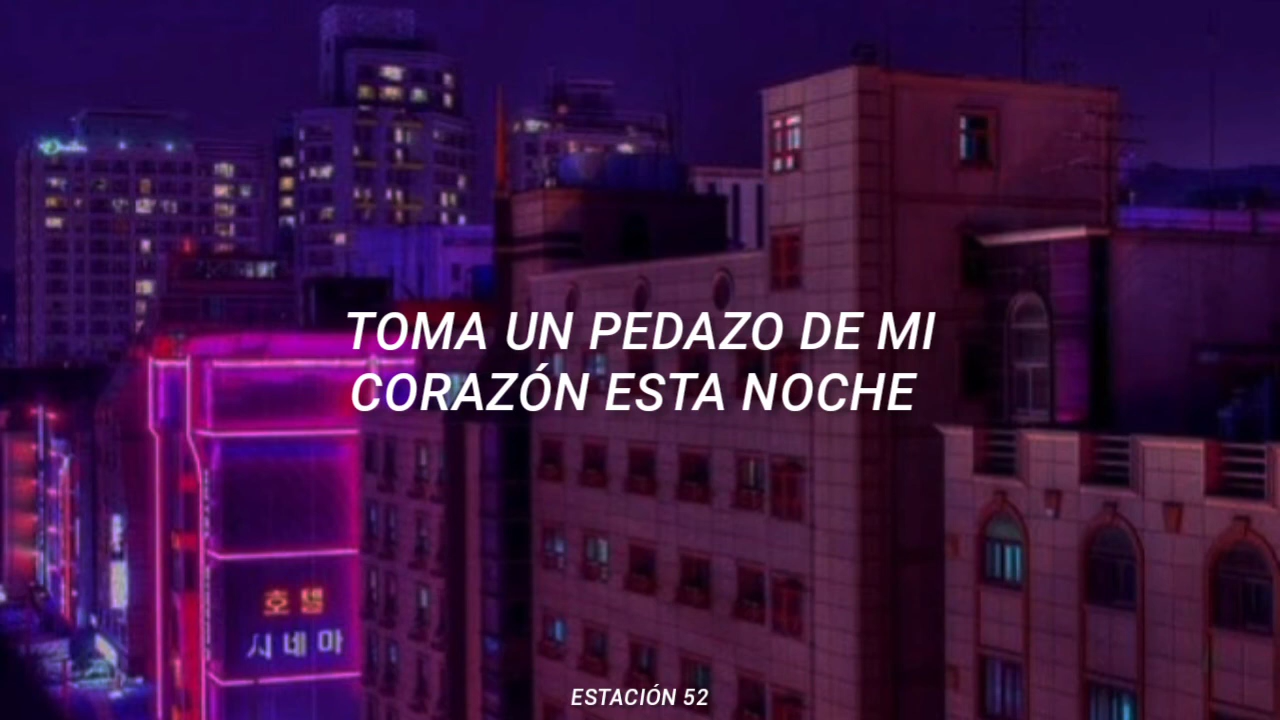 TOMA UN PEDAZO DE MI
CORAZÓN ESTA NOCHE
호텔
시네마
ESTACIÓN 52